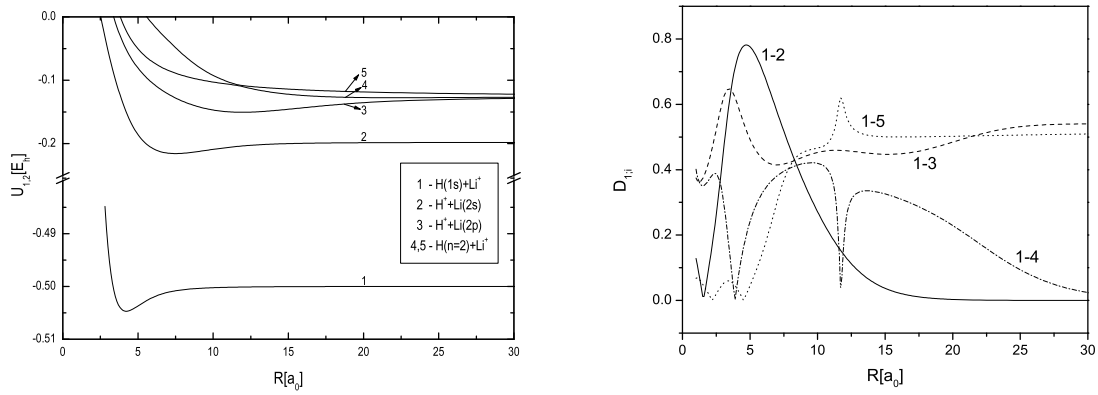 0.0
-0.1
-0.2
-0.49
-0.50
-0.51
U1,2[Eh]
5
4
3
2
1 - H(1s)+Li+
2 - H++Li(2s)
3 - H++Li(2p)
4,5 - H(n=2)+Li+
1
0 5 10 15 20 25 30
R[a0]
0.8
0.6
0.4
0.2
0.0
D1;i
1-2
1-5
1-3
1-4
0 5 10 15 20 25 30
R[a0]